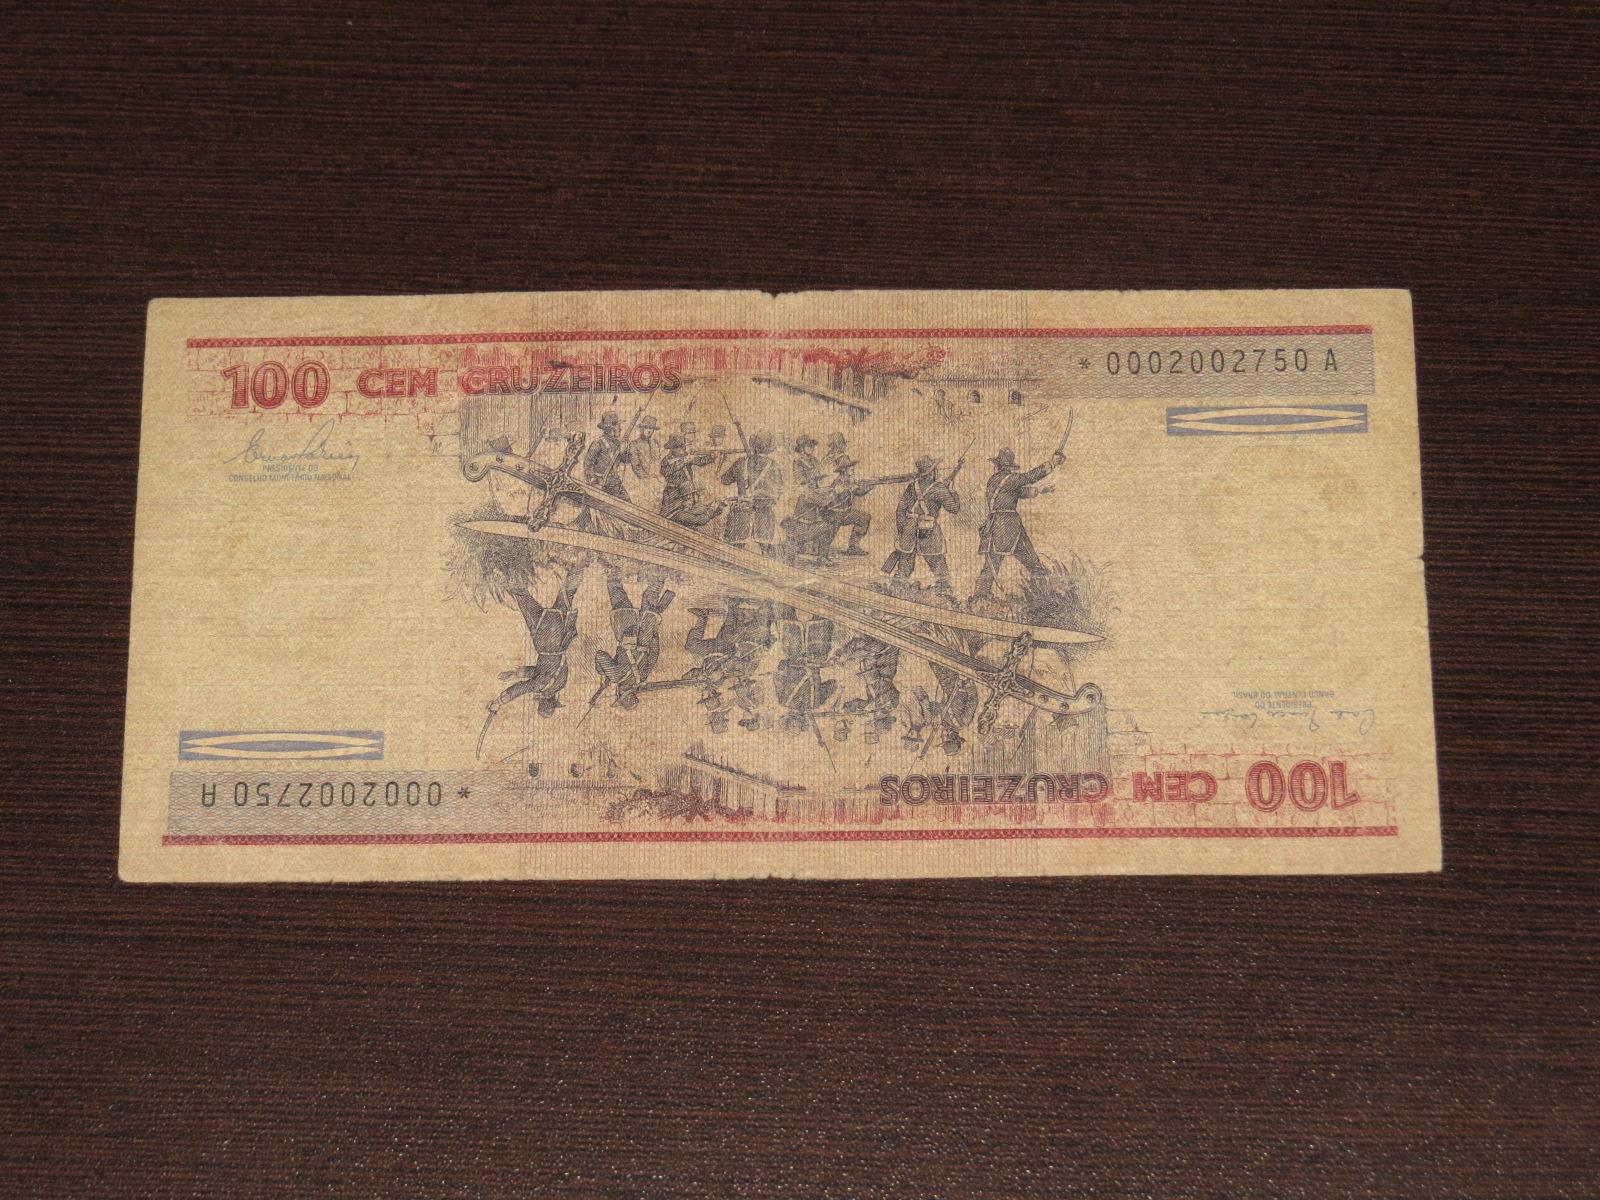 100 CEM CRUZEIROS
*0002002750 A
PRESIDENTE DO
CONSELHO MONETÁRIO NACIONAL
PRESIDENTE DO
BANCO CENTRAL DO BRASIL
*0002002750 A
100 CEM CRUZEIROS